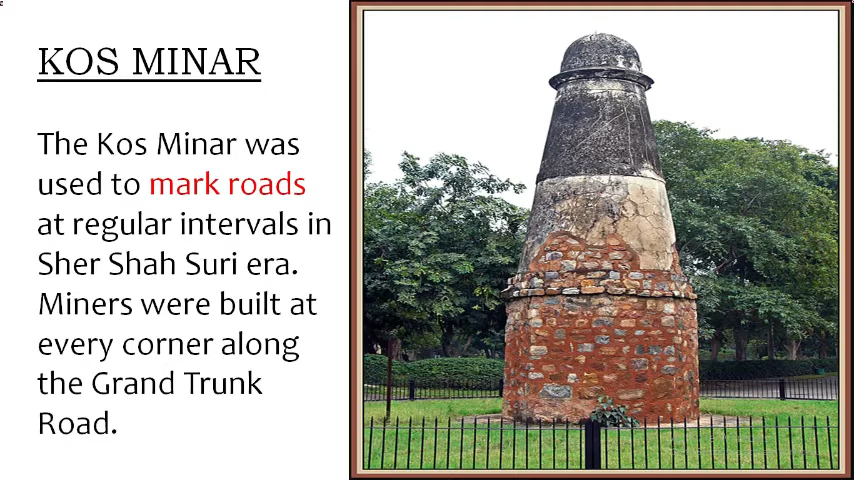 KOS MINAR
The Kos Minar was
used to mark roads
at regular intervals in
Sher Shah Suri era.
Miners were built at
every corner along
the Grand Trunk
Road.